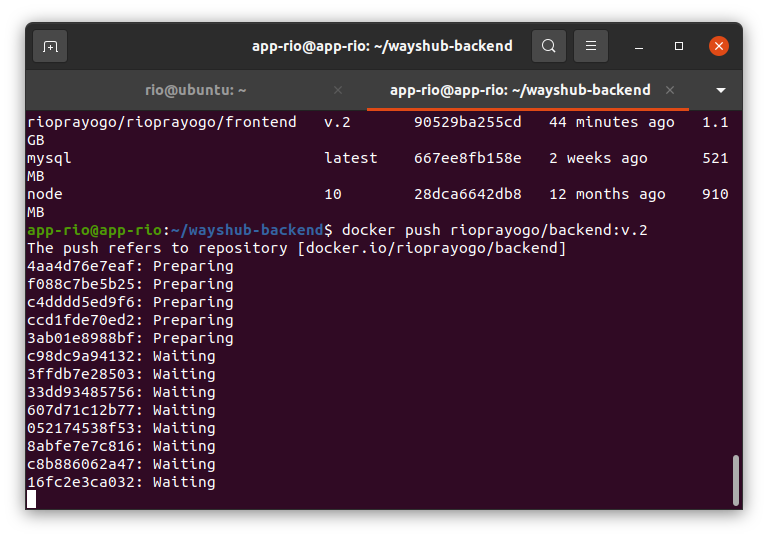 app-rio@app-rio: ~/wayshub-backend
rio@ubuntu: ~
app-rio@app-rio: ~/wayshub-backend
rioprayogo/rioprayogo/frontend   v.2       90529ba255cd   44 minutes ago   1.1
GB
mysql                            latest    667ee8fb158e   2 weeks ago      521
MB
node                             10        28dca6642db8   12 months ago    910
MB
app-rio@app-rio:~/wayshub-backend$ docker push rioprayogo/backend:v.2
The push refers to repository [docker.io/rioprayogo/backend]
4aa4d76e7eaf: Preparing
f088c7be5b25: Preparing
c4dddd5ed9f6: Preparing
ccd1fde70ed2: Preparing
3ab01e8988bf: Preparing
c98dc9a94132: Waiting
3ffdb7e28503: Waiting
33dd93485756: Waiting
607d71c12b77: Waiting
052174538f53: Waiting
8abfe7e7c816: Waiting
c8b886062a47: Waiting
16fc2e3ca032: Waiting